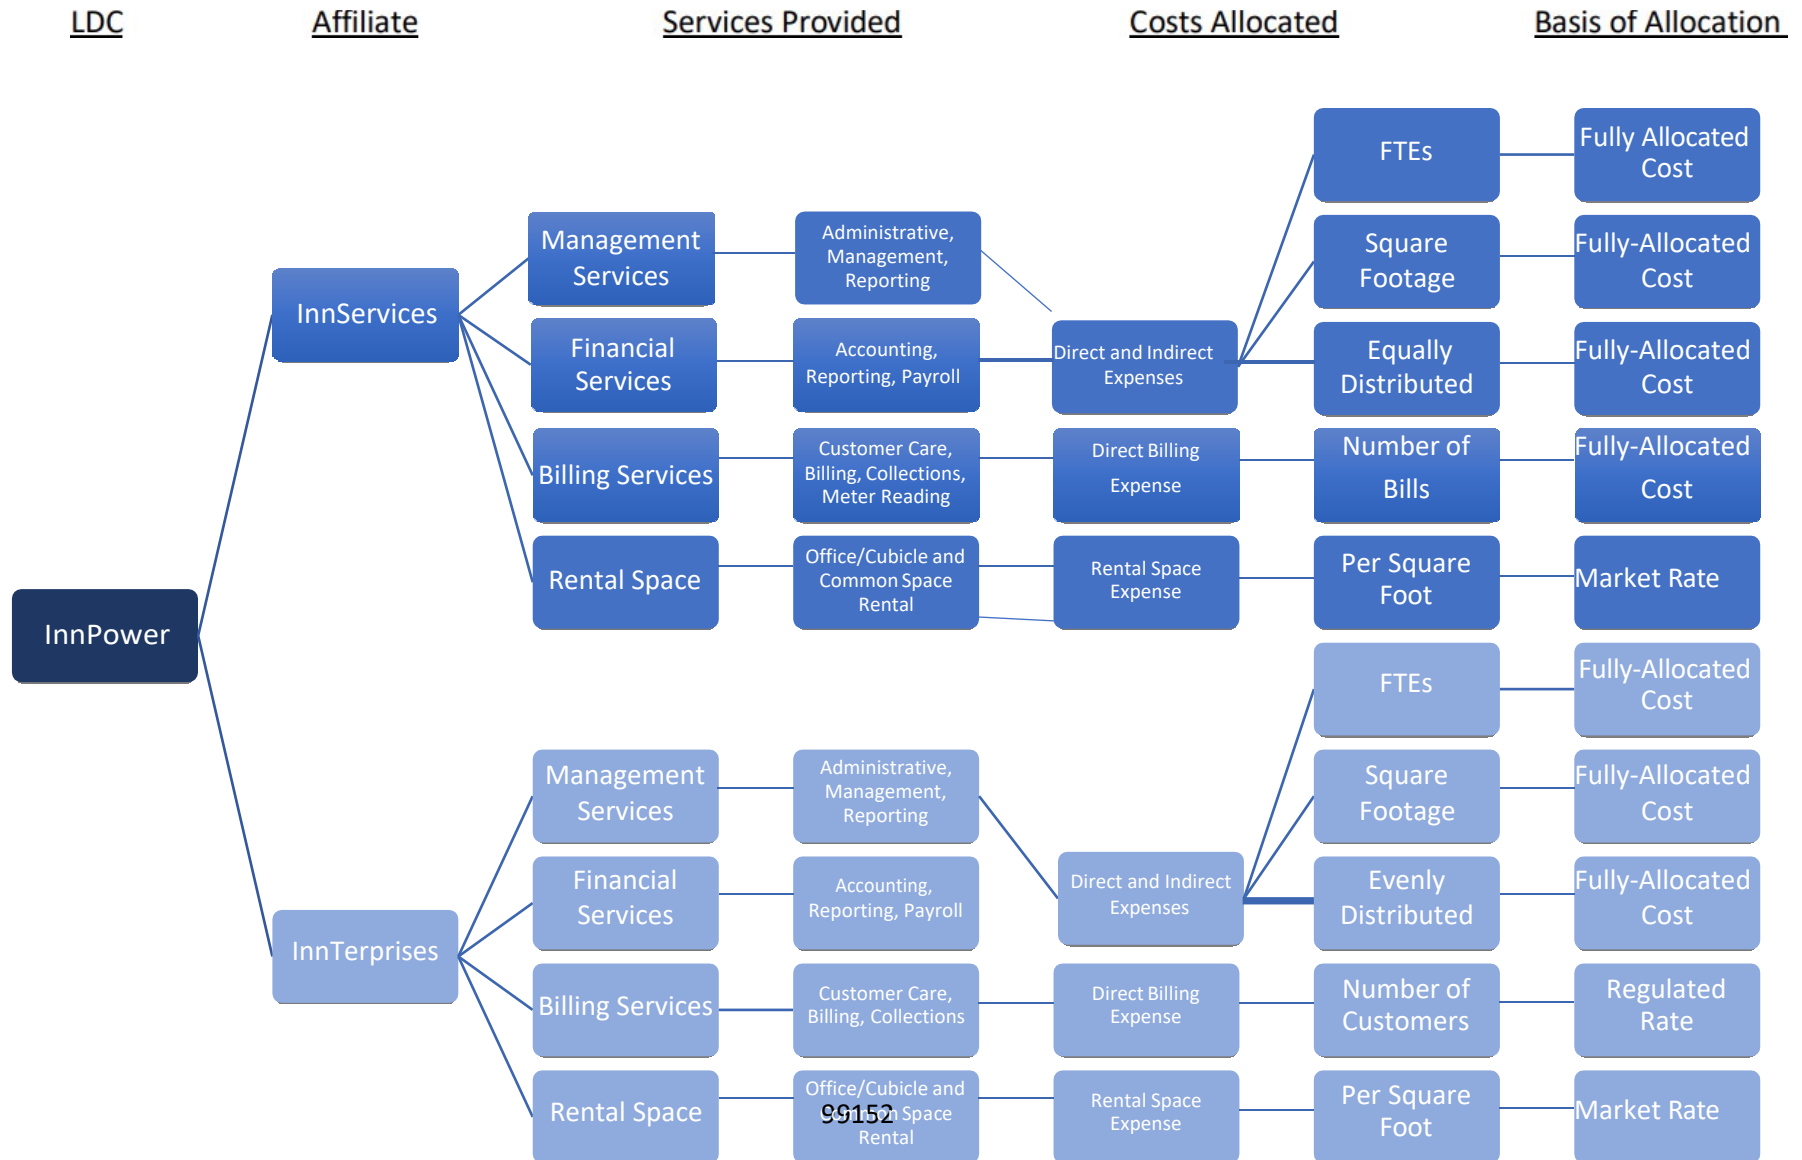 LDC
Affiliate
Services Provided
Costs Allocated
Basis of Allocation
InnPower
InnServices
Management
Services
Administrative,
Management,
Reporting
Financial
Services
Accounting,
Reporting, Payroll
Direct and Indirect
Expenses
FTEs
Fully Allocated
Cost
Square
Footage
Fully-Allocated
Cost
Equally
Distributed
Fully-Allocated
Cost
Billing Services
Customer Care,
Billing, Collections,
Meter Reading
Direct Billing
Expense
Number of
Bills
Fully-Allocated
Cost
Rental Space
Office/Cubicle and
Common Space
Rental
Rental Space
Expense
Per Square
Foot
Market Rate
InnTerprises
Management
Services
Administrative,
Management,
Reporting
Financial
Services
Accounting,
Reporting, Payroll
Direct and Indirect
Expenses
FTEs
Fully-Allocated
Cost
Square
Footage
Fully-Allocated
Cost
Evenly
Distributed
Fully-Allocated
Cost
Billing Services
Customer Care,
Billing, Collections
Direct Billing
Expense
Number of
Customers
Regulated
Rate
Rental Space
Office/Cubicle and
Common Space
Rental
99152
Rental Space
Expense
Per Square
Foot
Market Rate